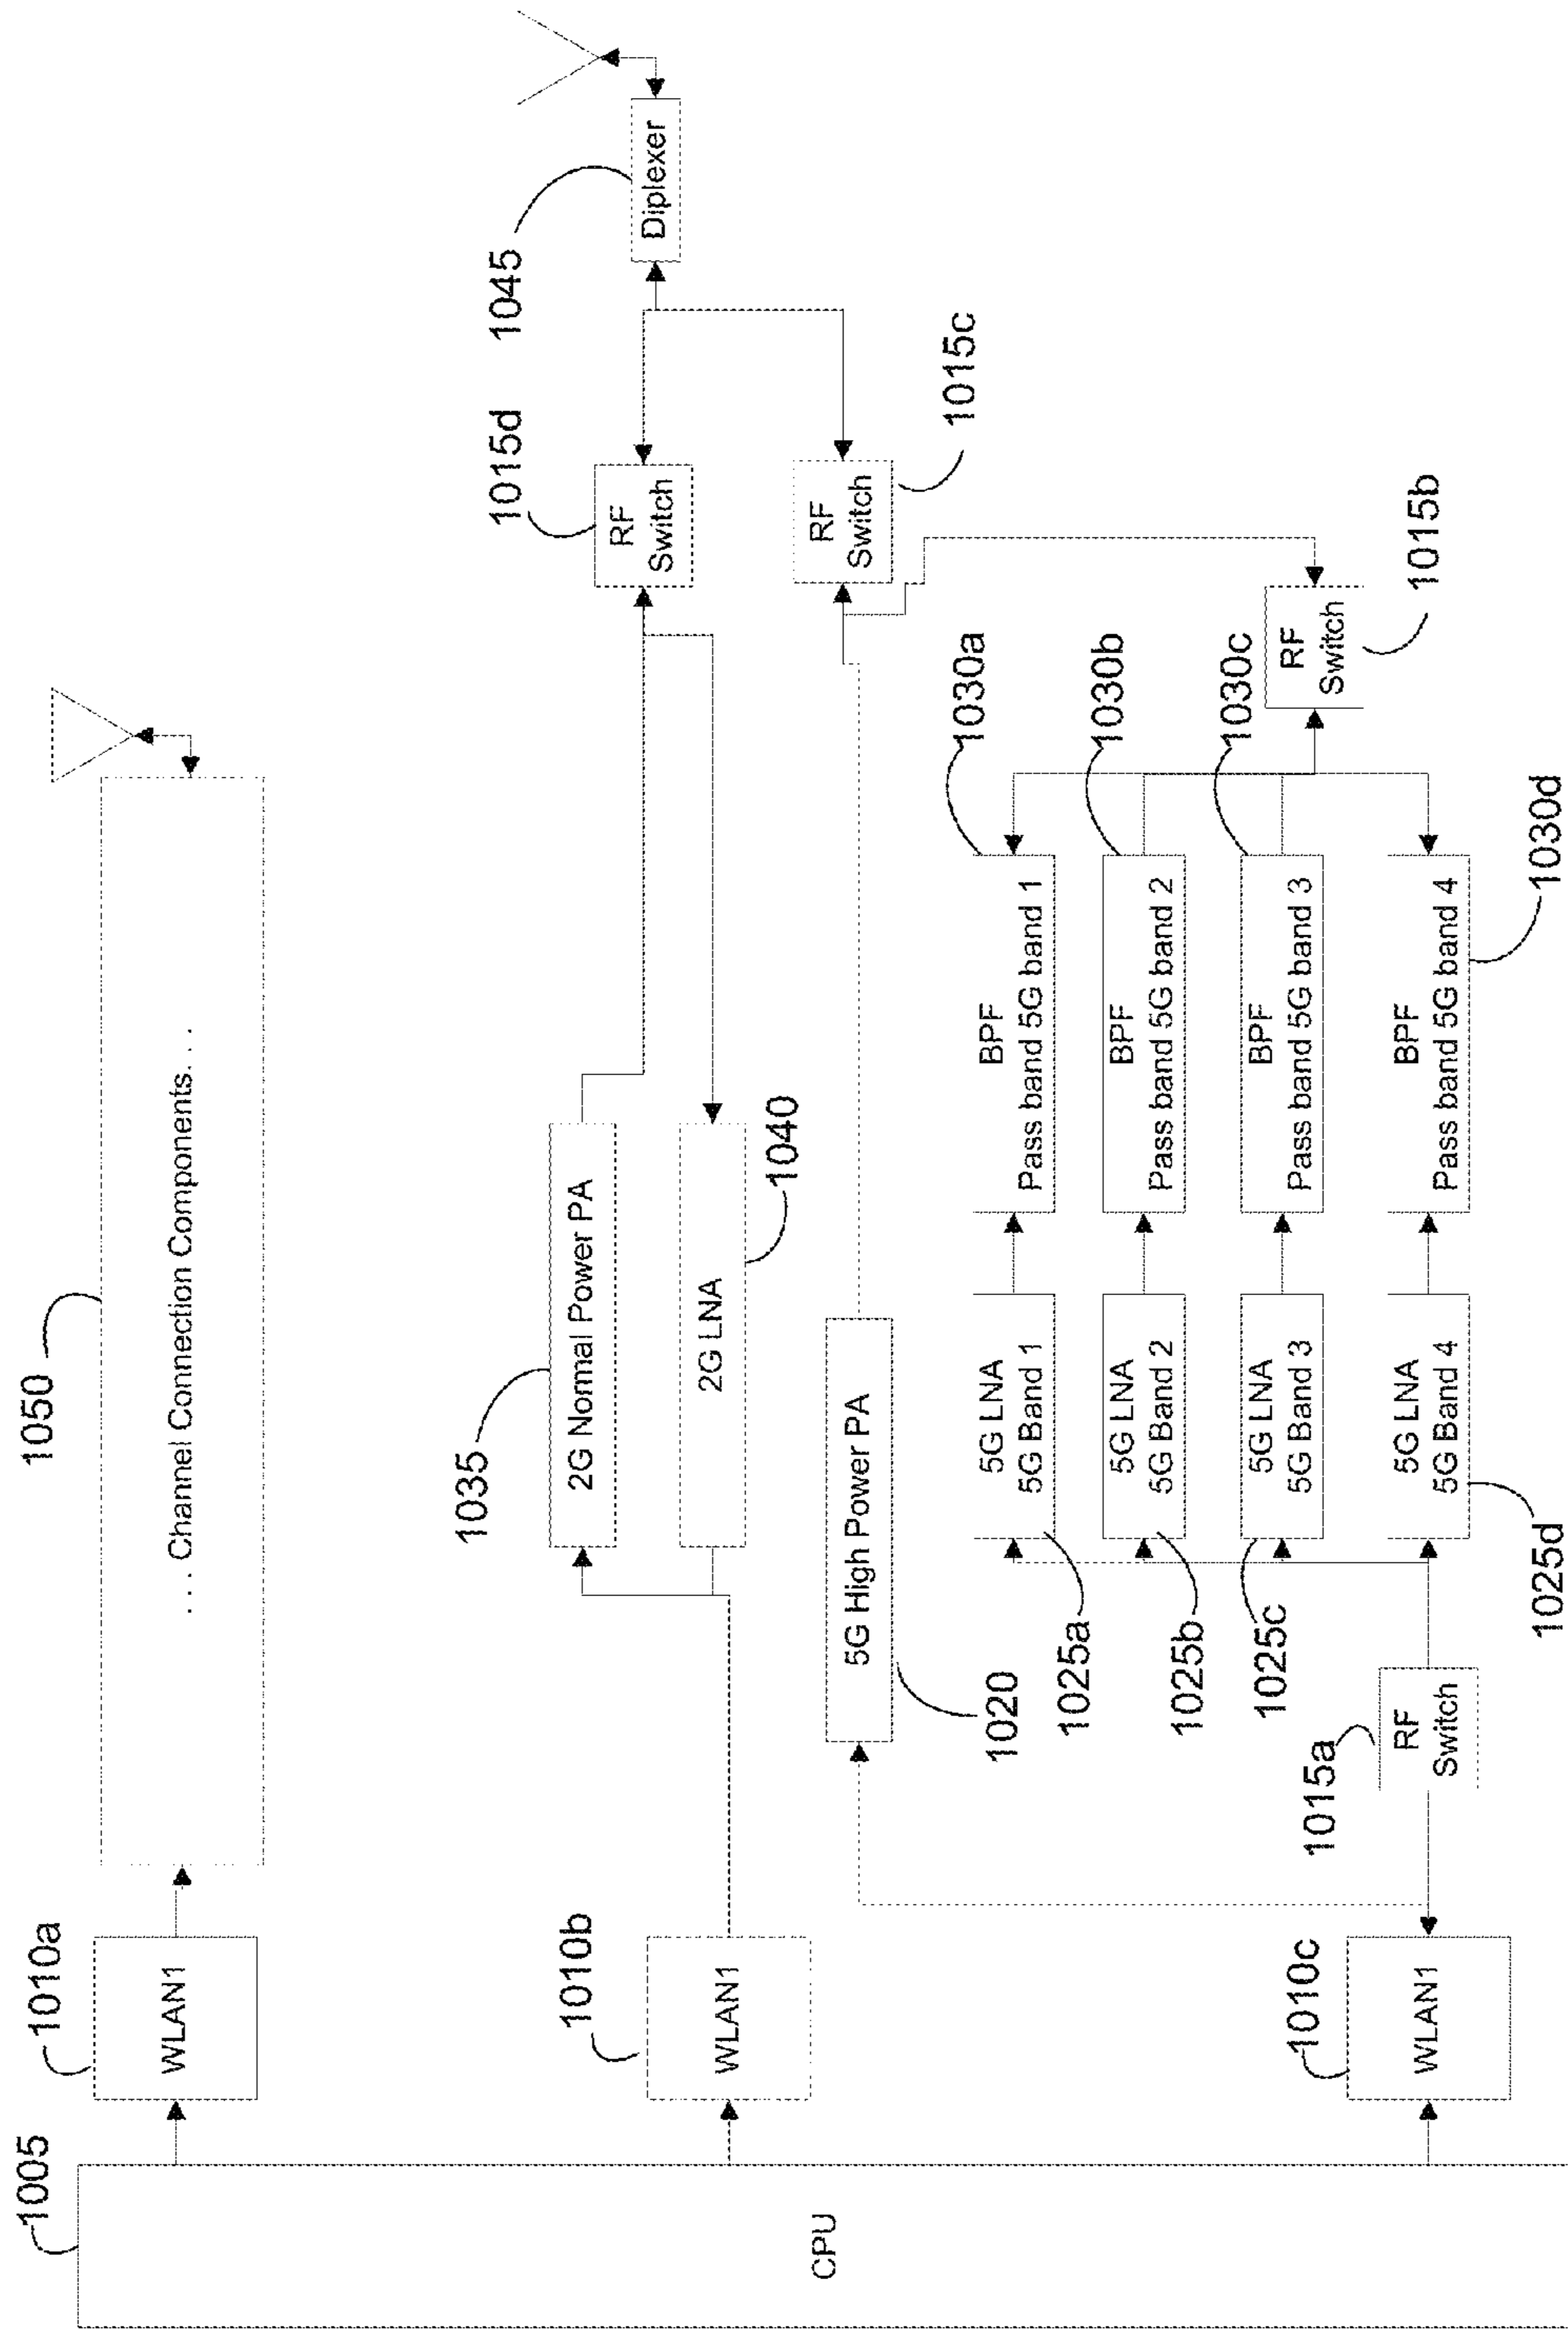 1005
CPU
1010a
WLAN1
1050
. . . Channel Connection Components. . .
1010b
WLAN1
1035
2G Normal Power PA
2G LNA
1040
1015d
RF
Switch
1045
Diplexer
5G High Power PA
1020
RF
Switch
1015c
1010c
WLAN1
1015a
RF
Switch
5G LNA
5G Band 1
1025a
5G LNA
5G Band 2
1025b
5G LNA
5G Band 3
1025c
5G LNA
5G Band 4
1025d
BPF
Pass band 5G band 1
1030a
BPF
Pass band 5G band 2
1030b
BPF
Pass band 5G band 3
1030c
BPF
Pass band 5G band 4
1030d
RF
Switch
1015b